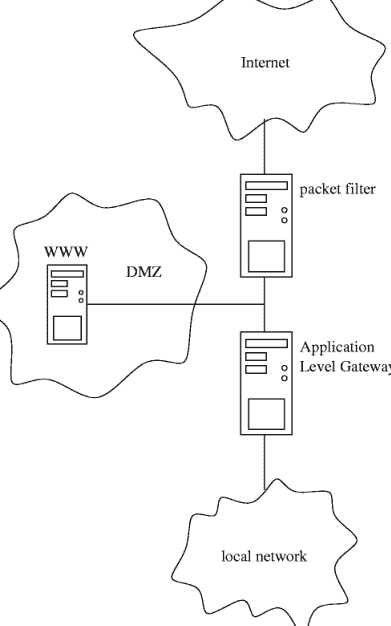 Internet
packet filter
WWW
DMZ
Application
Level Gateway
local network